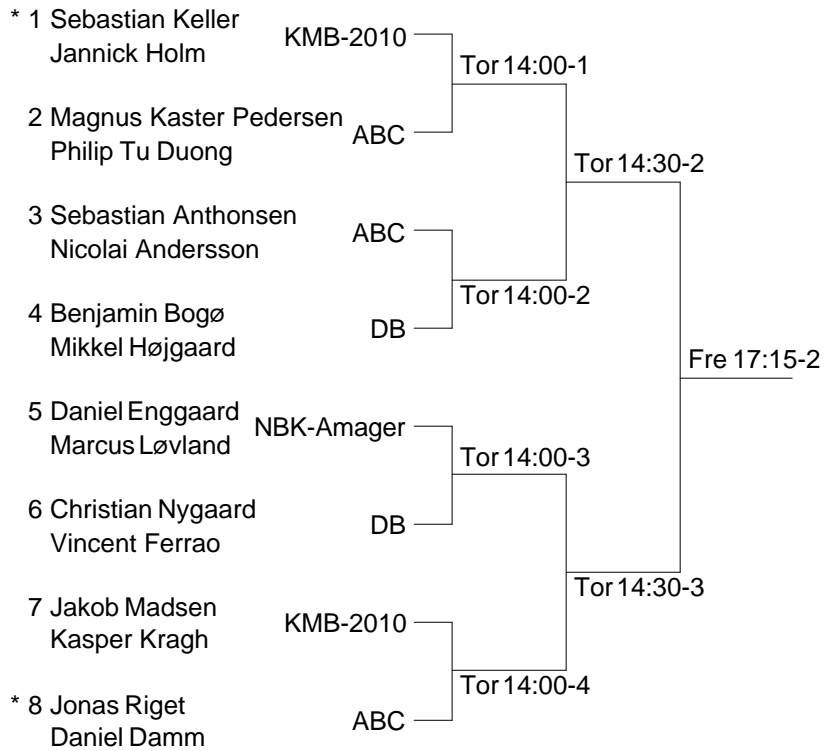 * 1 Sebastian Keller
Jannick Holm
KMB-2010
Tor 14:00-1
2 Magnus Kaster Pedersen
Philip Tu Duong
ABC
Tor 14:30-2
3 Sebastian Anthonsen
Nicolai Andersson
ABC
Tor 14:00-2
4 Benjamin Bogø
Mikkel Højgaard
DB
Fre 17:15-2
5 Daniel Enggaard
Marcus Løvland
NBK-Amager
Tor 14:00-3
6 Christian Nygaard
Vincent Ferrao
DB
Tor 14:30-3
7 Jakob Madsen
Kasper Kragh
KMB-2010
Tor 14:00-4
* 8 Jonas Riget
Daniel Damm
ABC